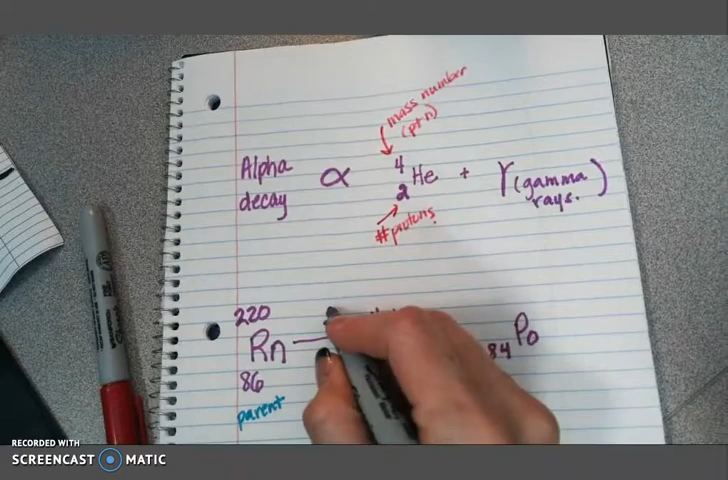 mass number
(p+n)
Alpha α 4 He + γ (gamma
decay 2 rays.)
# protons.
220
Rn Po
86 84
parent
RECORDED WITH
SCREENCAST MATIC